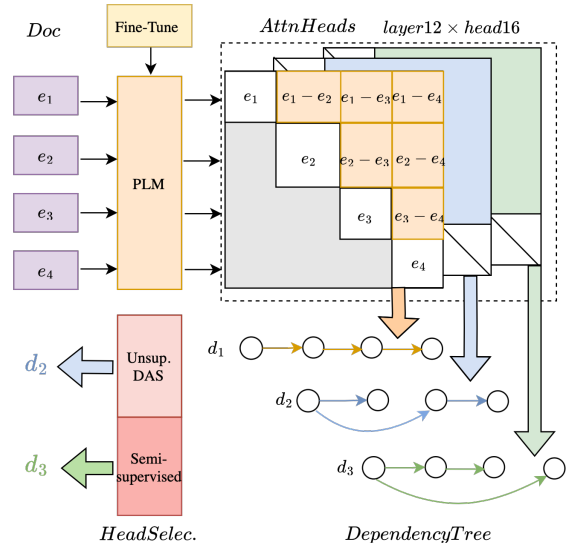 Doc
Fine-Tune
AttnHeads layer12 × head16
e₁
e₂
e₃
e₄
PLM
e₁ e₁ − e₂ e₁ − e₃ e₁ − e₄
e₂ e₂ − e₃ e₂ − e₄
e₃ e₃ − e₄
e₄
d₁
d₂
d₃
d₂
Unsup.
DAS
d₃
Semi-
supervised
HeadSelec.
DependencyTree